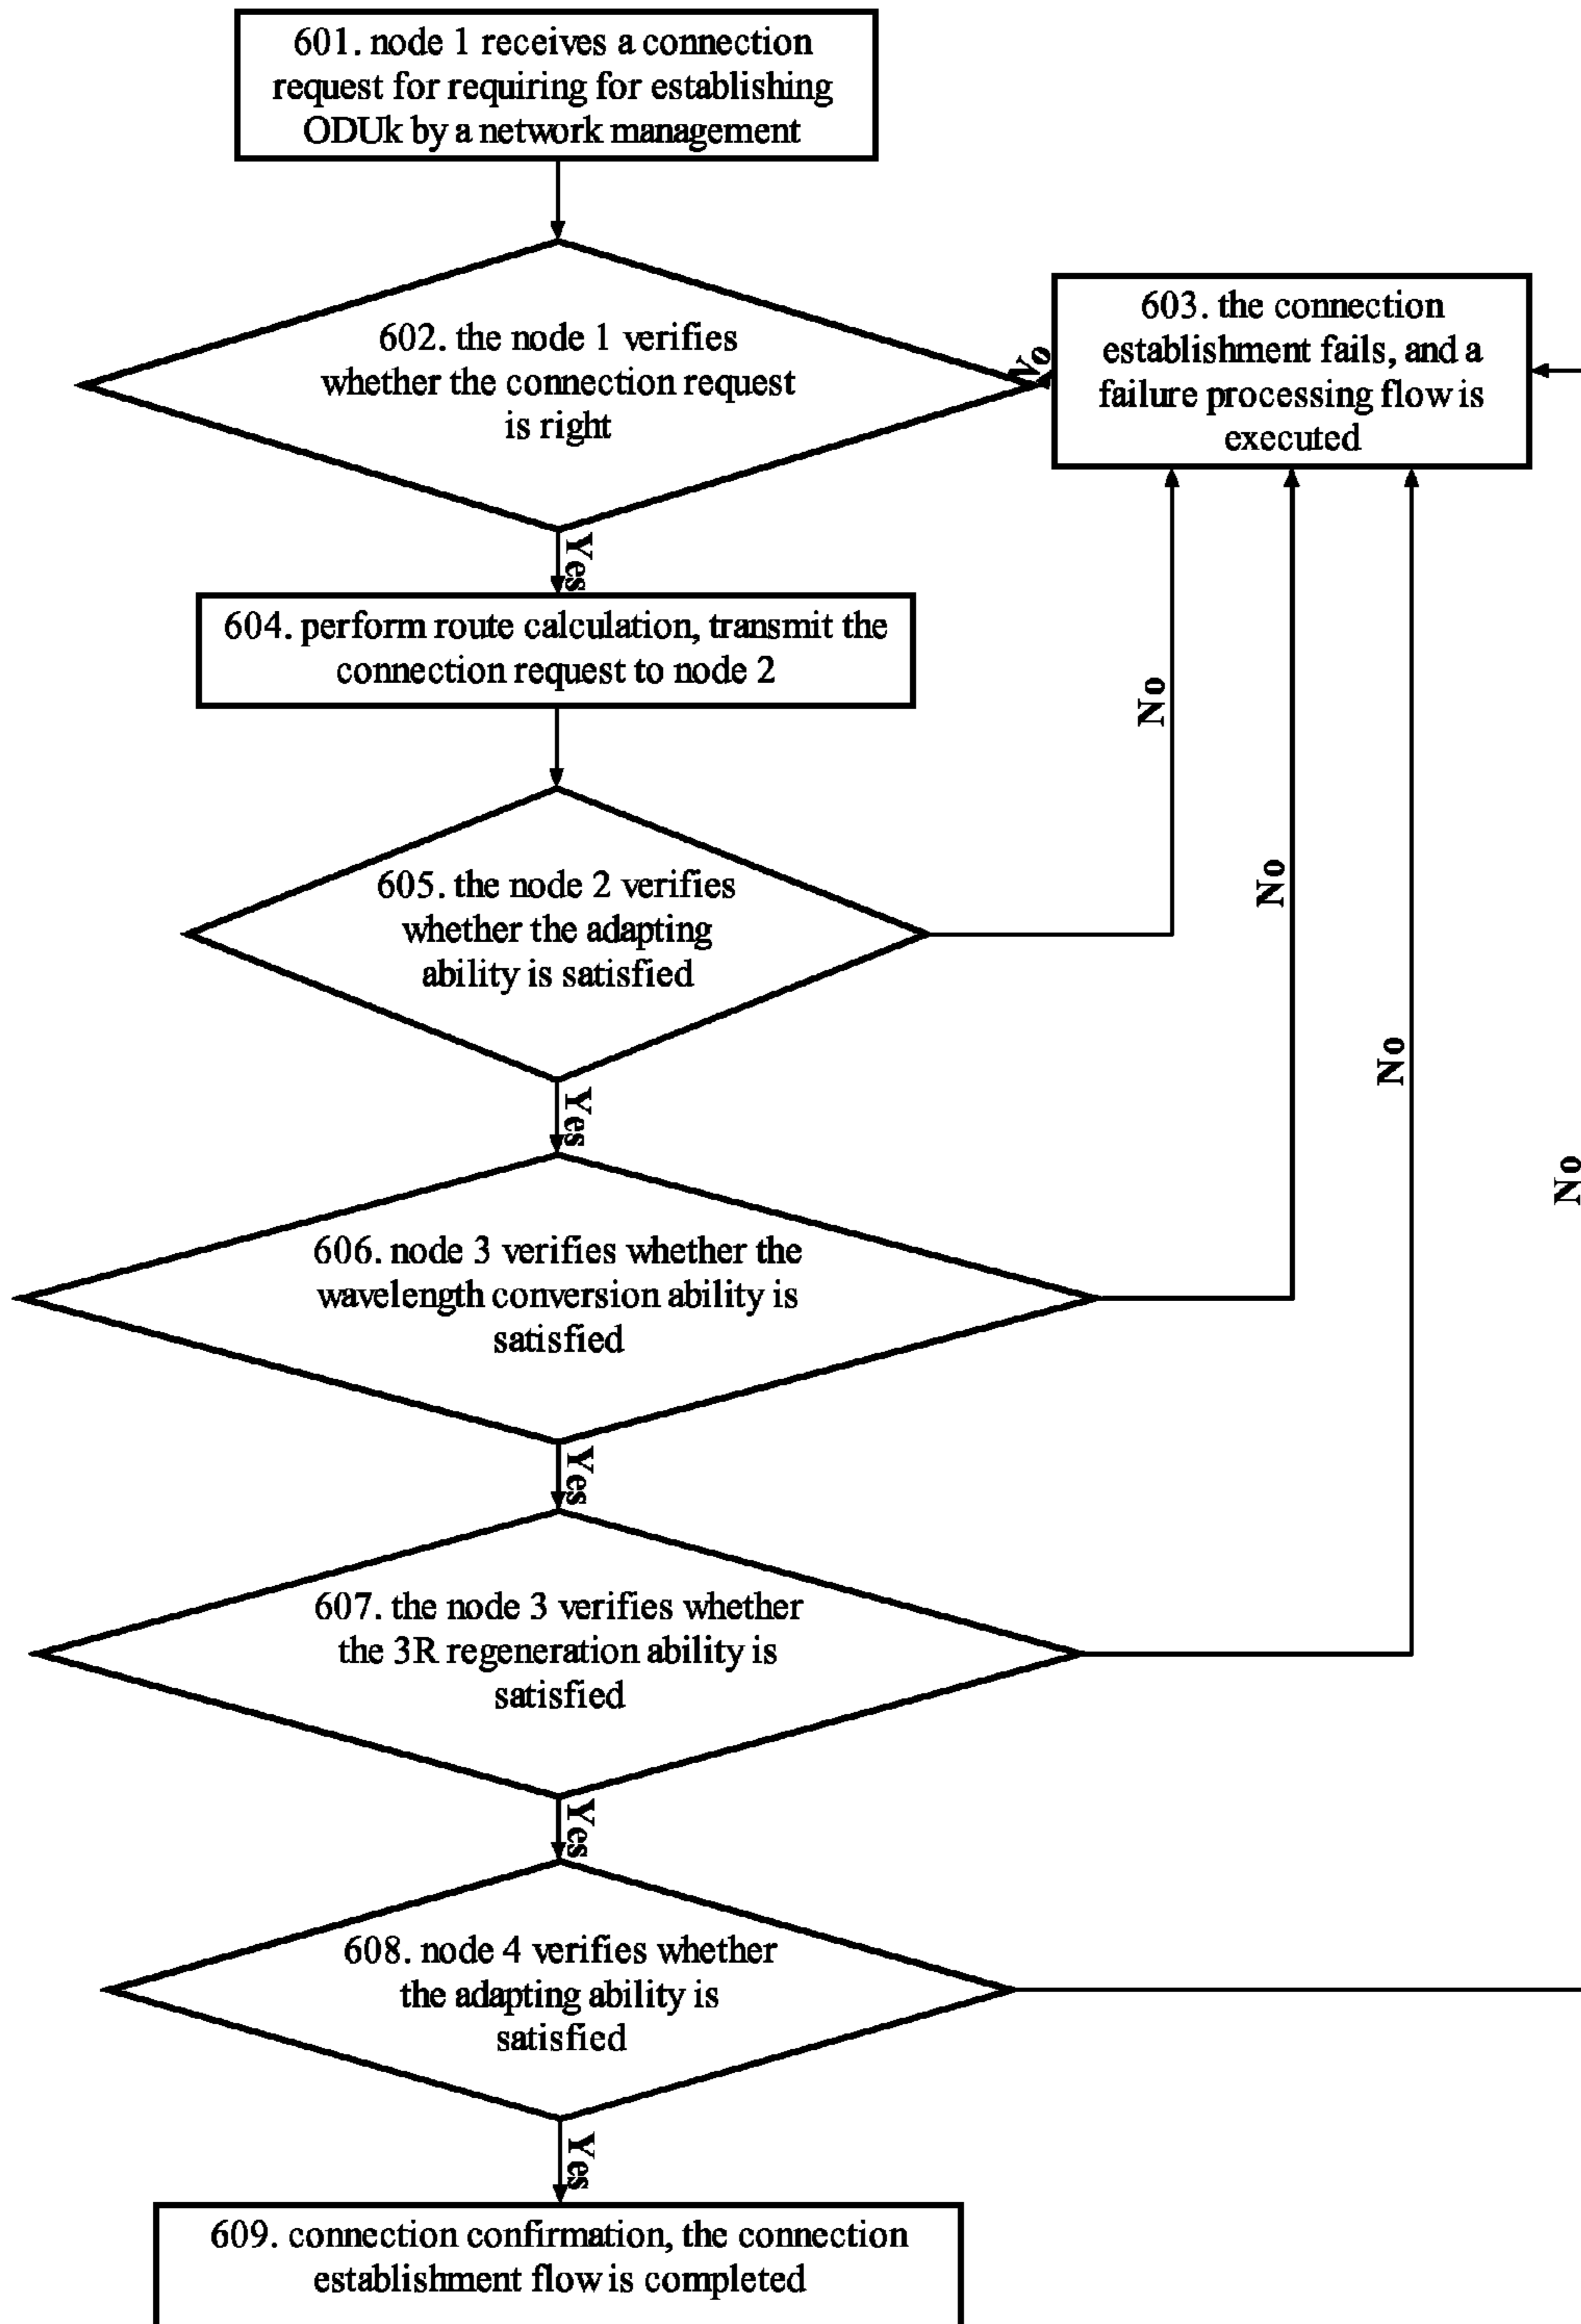 601. node 1 receives a connection
request for requiring for establishing
ODUk by a network management
602. the node 1 verifies
whether the connection request
is right
No
603. the connection
establishment fails, and a
failure processing flow is
executed
Yes
604. perform route calculation, transmit the
connection request to node 2
No
605. the node 2 verifies
whether the adapting
ability is satisfied
No
Yes
No
606. node 3 verifies whether the
wavelength conversion ability is
satisfied
No
Yes
607. the node 3 verifies whether
the 3R regeneration ability is
satisfied
Yes
608. node 4 verifies whether
the adapting ability is
satisfied
Yes
609. connection confirmation, the connection
establishment flow is completed